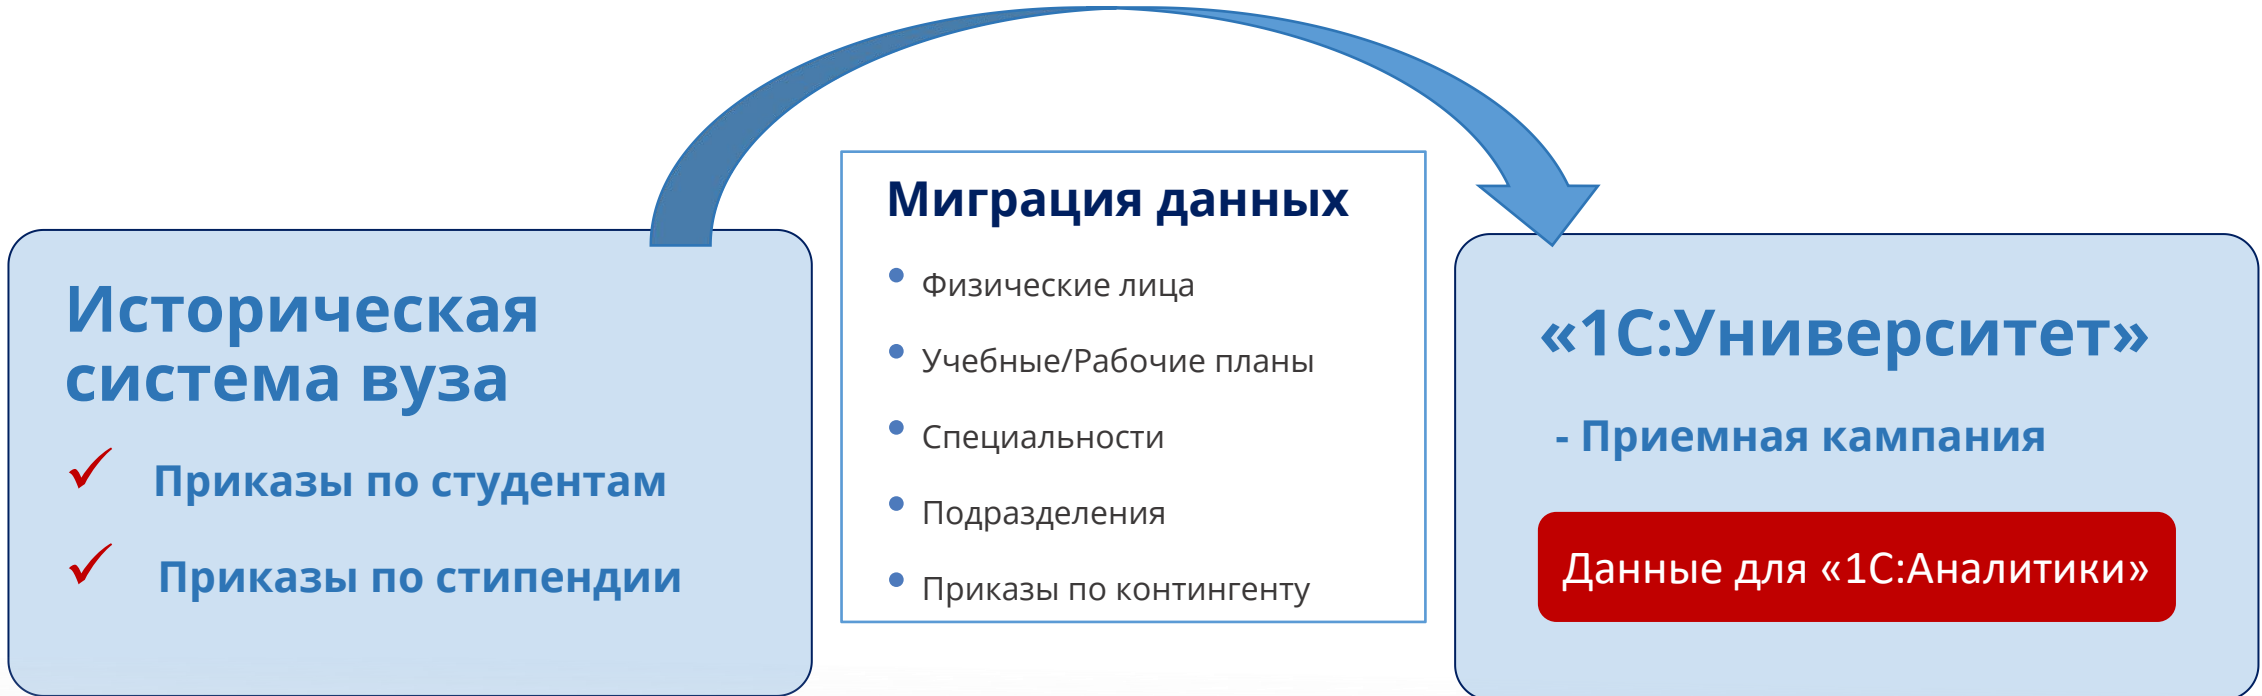 Историческая
система вуза
Приказы по студентам
Приказы по стипендии
Миграция данных
Физические лица
Учебные/Рабочие планы
Специальности
Подразделения
Приказы по контингенту
«1С:Университет»
- Приемная кампания
Данные для «1С:Аналитики»